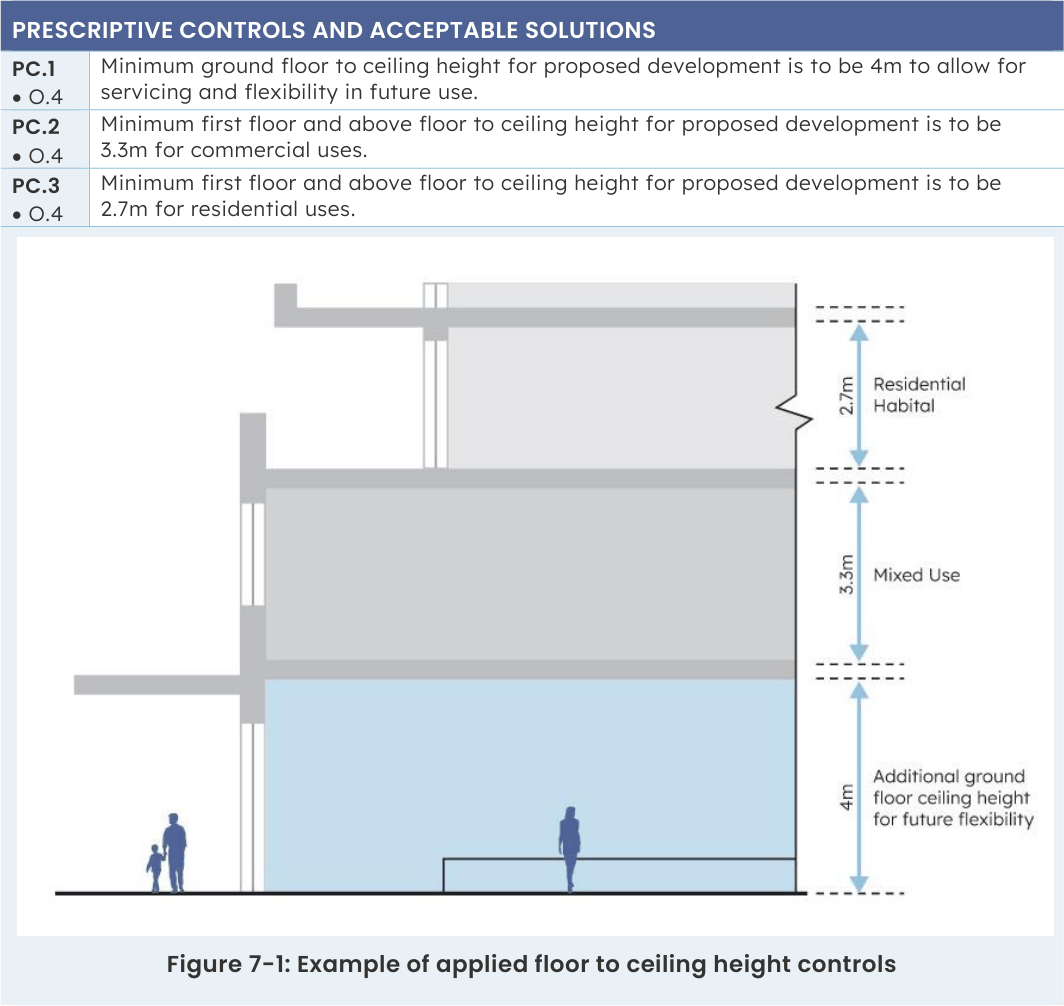 PRESCRIPTIVE CONTROLS AND ACCEPTABLE SOLUTIONS
PC.1
• O.4
Minimum ground floor to ceiling height for proposed development is to be 4m to allow for
servicing and flexibility in future use.
PC.2
• O.4
Minimum first floor and above floor to ceiling height for proposed development is to be
3.3m for commercial uses.
PC.3
• O.4
Minimum first floor and above floor to ceiling height for proposed development is to be
2.7m for residential uses.
2.7m
Residential
Habital
3.3m
Mixed Use
4m
Additional ground
floor ceiling height
for future flexibility
Figure 7-1: Example of applied floor to ceiling height controls